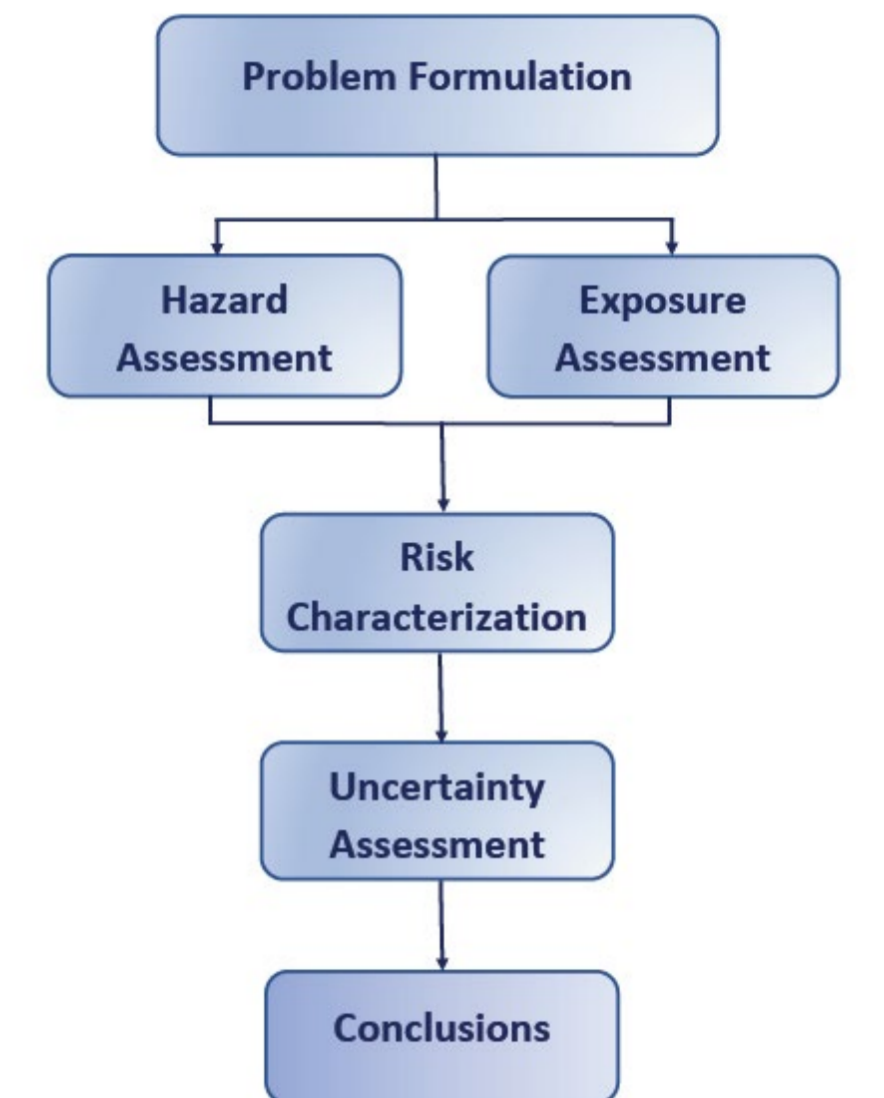 Problem Formulation
Hazard
Assessment
Exposure
Assessment
Risk
Characterization
Uncertainty
Assessment
Conclusions